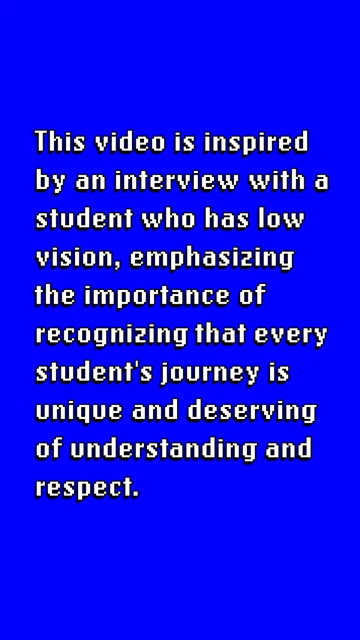 This video is inspired
by an interview with a
student who has low
vision, emphasizing
the importance of
recognizing that every
student's journey is
unique and deserving
of understanding and
respect.